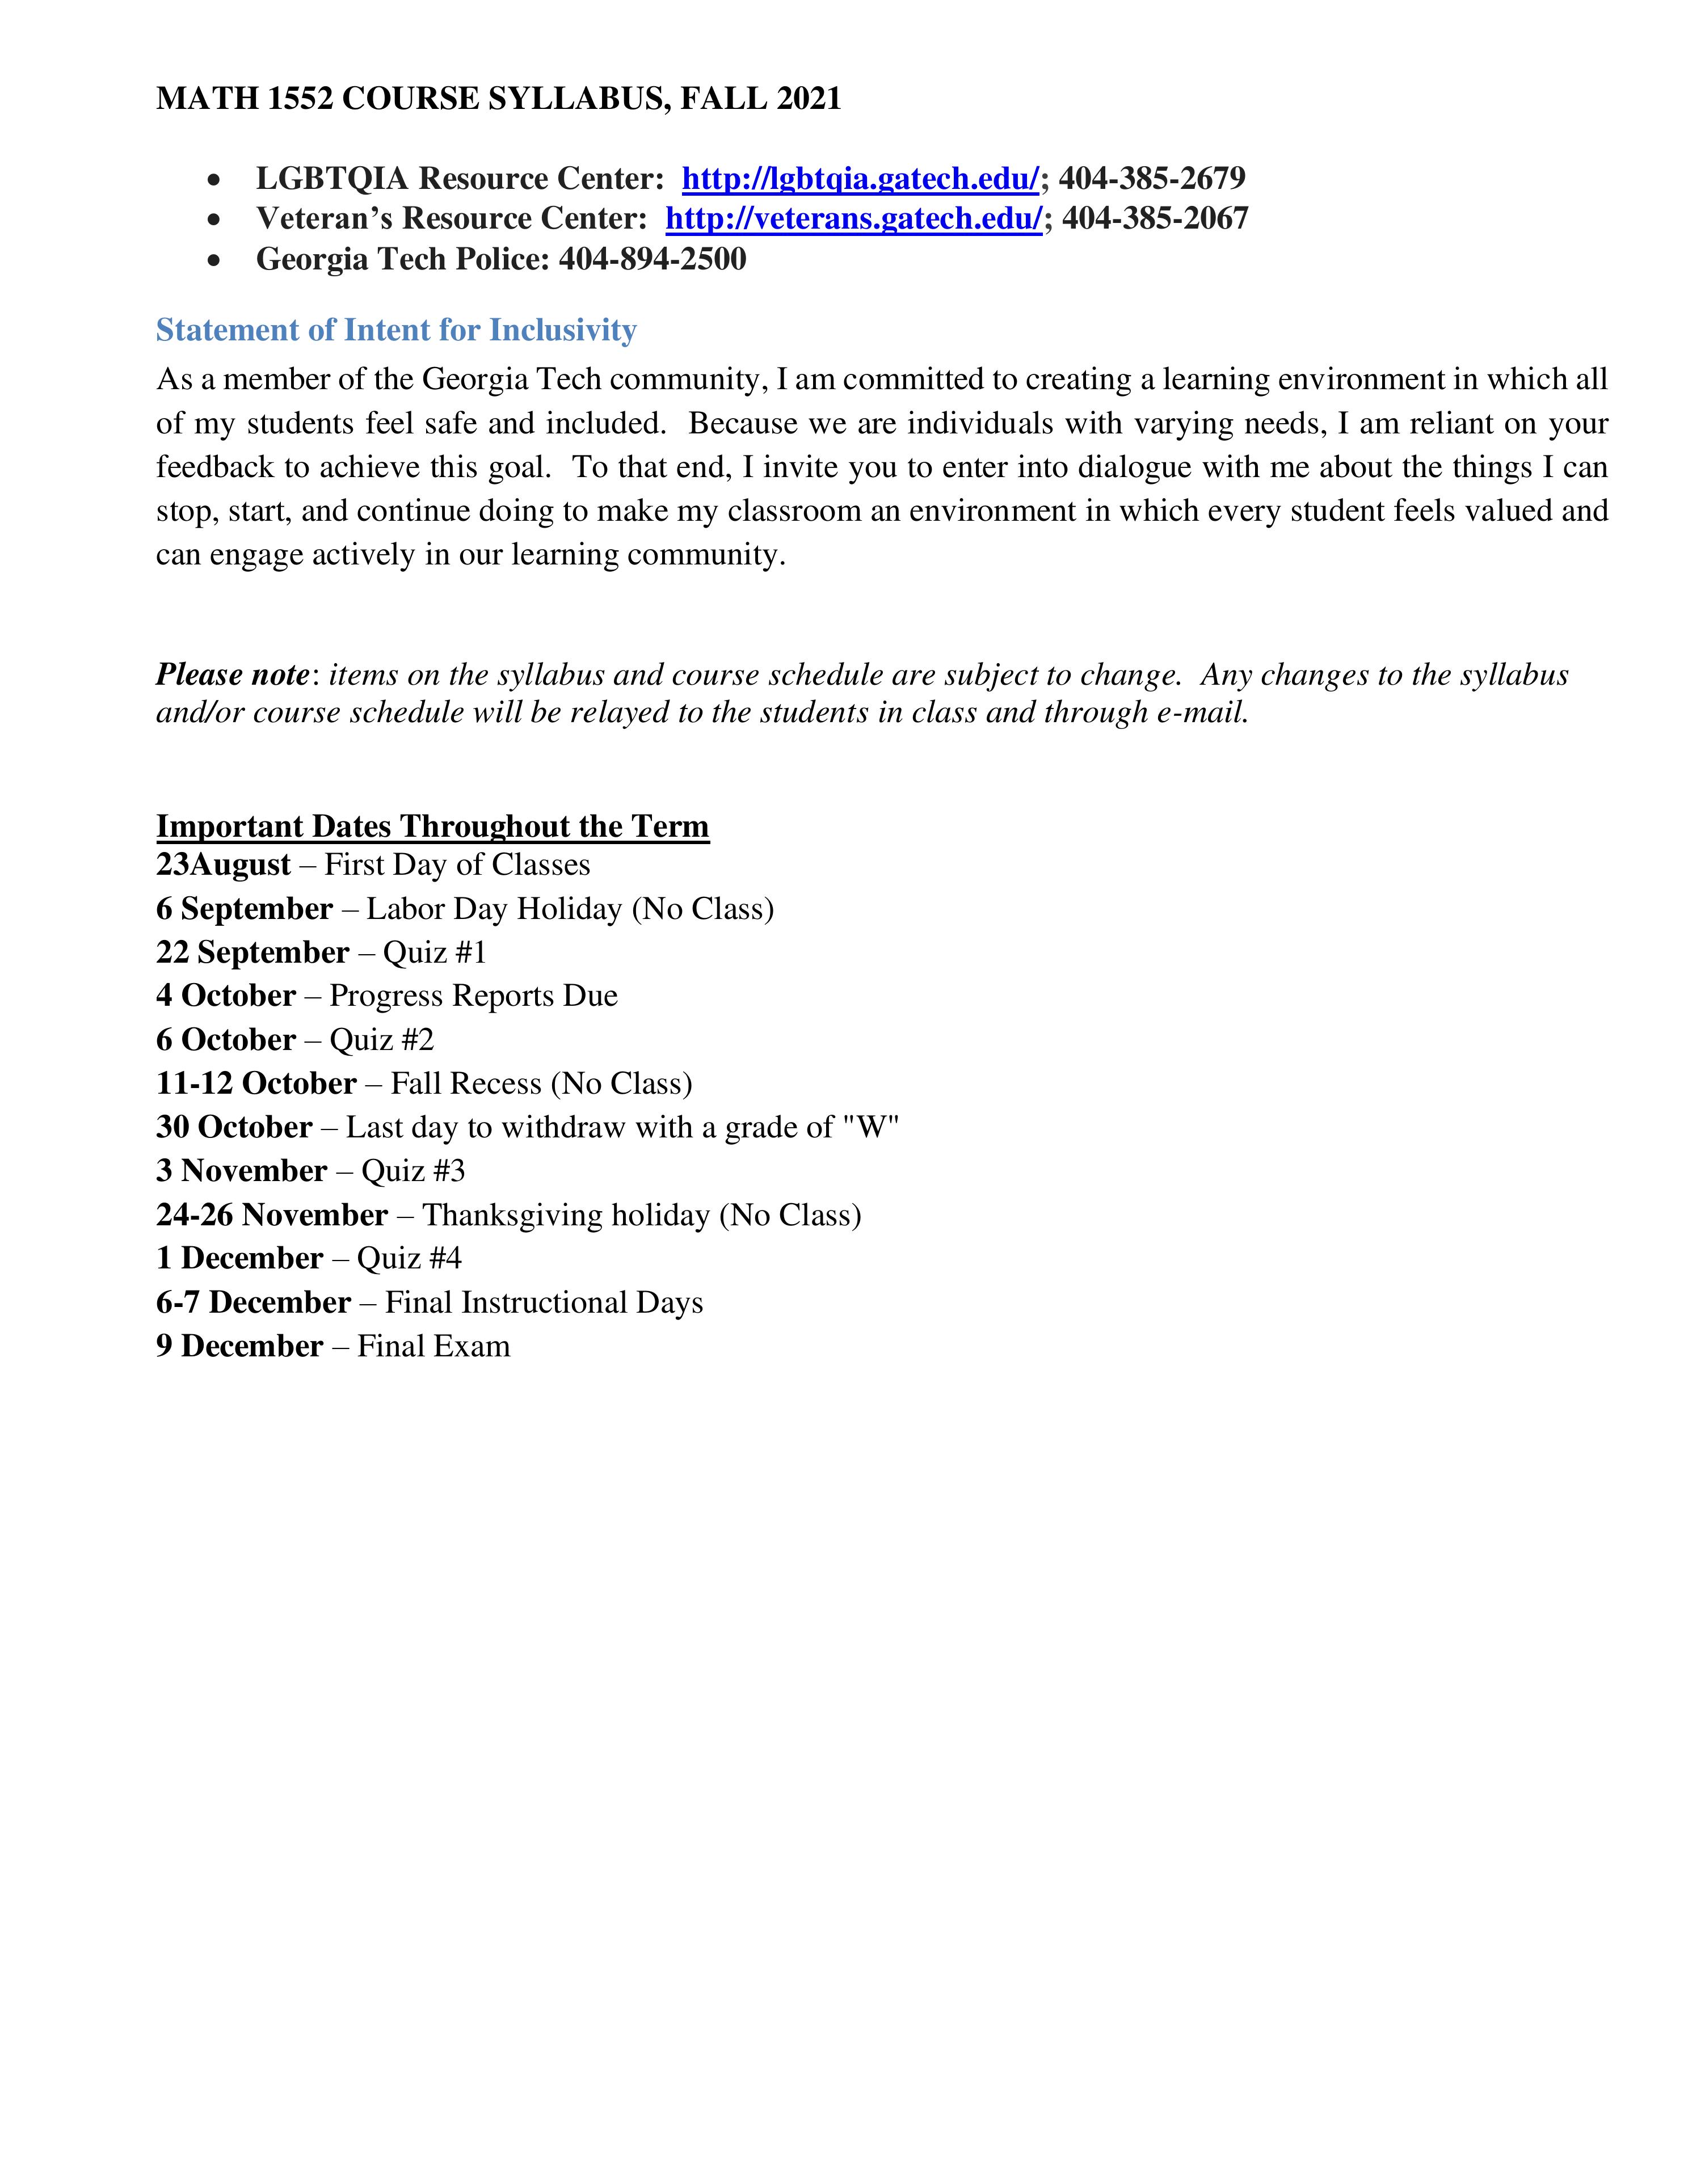 MATH 1552 COURSE SYLLABUS, FALL 2021
• LGBTQIA Resource Center:  http://lgbtqia.gatech.edu/; 404-385-2679
• Veteran’s Resource Center:  http://veterans.gatech.edu/; 404-385-2067
• Georgia Tech Police: 404-894-2500
Statement of Intent for Inclusivity
As a member of the Georgia Tech community, I am committed to creating a learning environment in which all
of my students feel safe and included.  Because we are individuals with varying needs, I am reliant on your
feedback to achieve this goal.  To that end, I invite you to enter into dialogue with me about the things I can
stop, start, and continue doing to make my classroom an environment in which every student feels valued and
can engage actively in our learning community.
Please note: items on the syllabus and course schedule are subject to change.  Any changes to the syllabus
and/or course schedule will be relayed to the students in class and through e-mail.
Important Dates Throughout the Term
23August – First Day of Classes
6 September – Labor Day Holiday (No Class)
22 September – Quiz #1
4 October – Progress Reports Due
6 October – Quiz #2
11-12 October – Fall Recess (No Class)
30 October – Last day to withdraw with a grade of "W"
3 November – Quiz #3
24-26 November – Thanksgiving holiday (No Class)
1 December – Quiz #4
6-7 December – Final Instructional Days
9 December – Final Exam